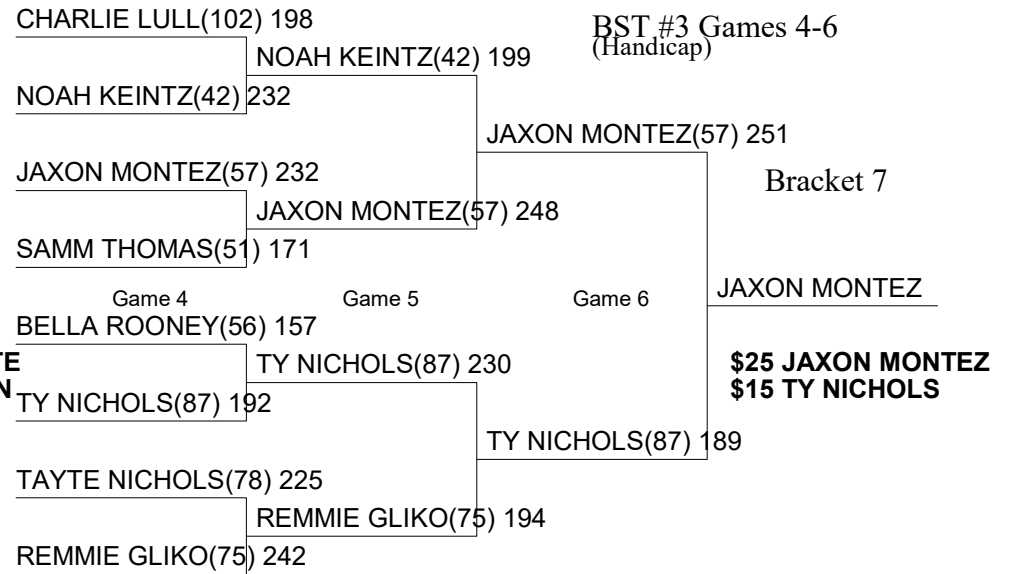 CHARLIE LULL(102) 198
BST #3 Games 4-6
(Handicap)
NOAH KEINTZ(42) 199
NOAH KEINTZ(42) 232
JAXON MONTEZ(57) 251
JAXON MONTEZ(57) 232
Bracket 7
JAXON MONTEZ(57) 248
SAMM THOMAS(51) 171
Game 4
Game 5
Game 6
JAXON MONTEZ
BELLA ROONEY(56) 157
TE
TY NICHOLS(87) 230
$25 JAXON MONTEZ
N
$15 TY NICHOLS
TY NICHOLS(87) 192
TY NICHOLS(87) 189
TAYTE NICHOLS(78) 225
REMMIE GLIKO(75) 194
REMMIE GLIKO(75) 242